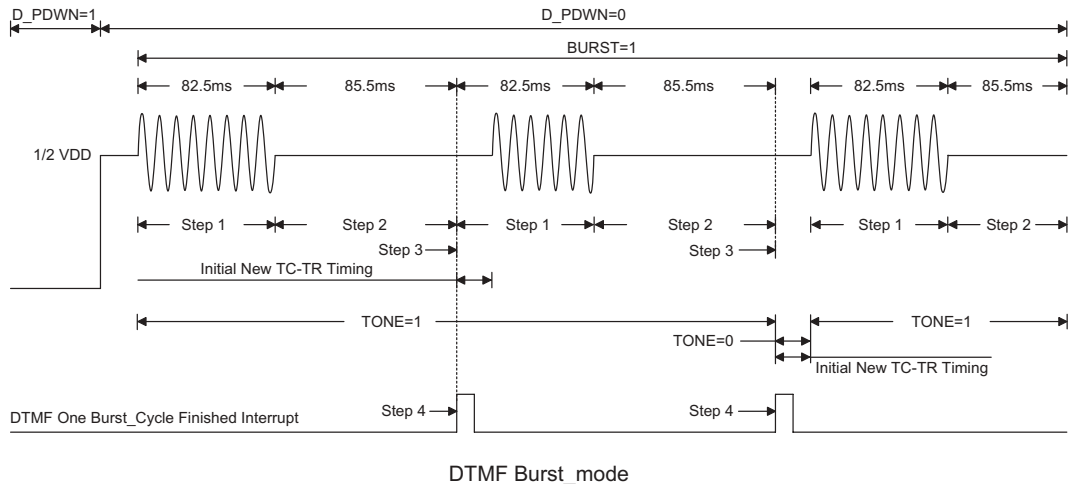 D_PDWN=1 D_PDWN=0
BURST=1
82.5ms 85.5ms 82.5ms 85.5ms 82.5ms 85.5ms
1/2 VDD
Step 1 Step 2 Step 1 Step 2 Step 1 Step 2
Step 3 Step 3
Initial New TC-TR Timing
TONE=1 TONE=1
TONE=0
Initial New TC-TR Timing
Step 4 Step 4
DTMF One Burst_Cycle Finished Interrupt
DTMF Burst_mode